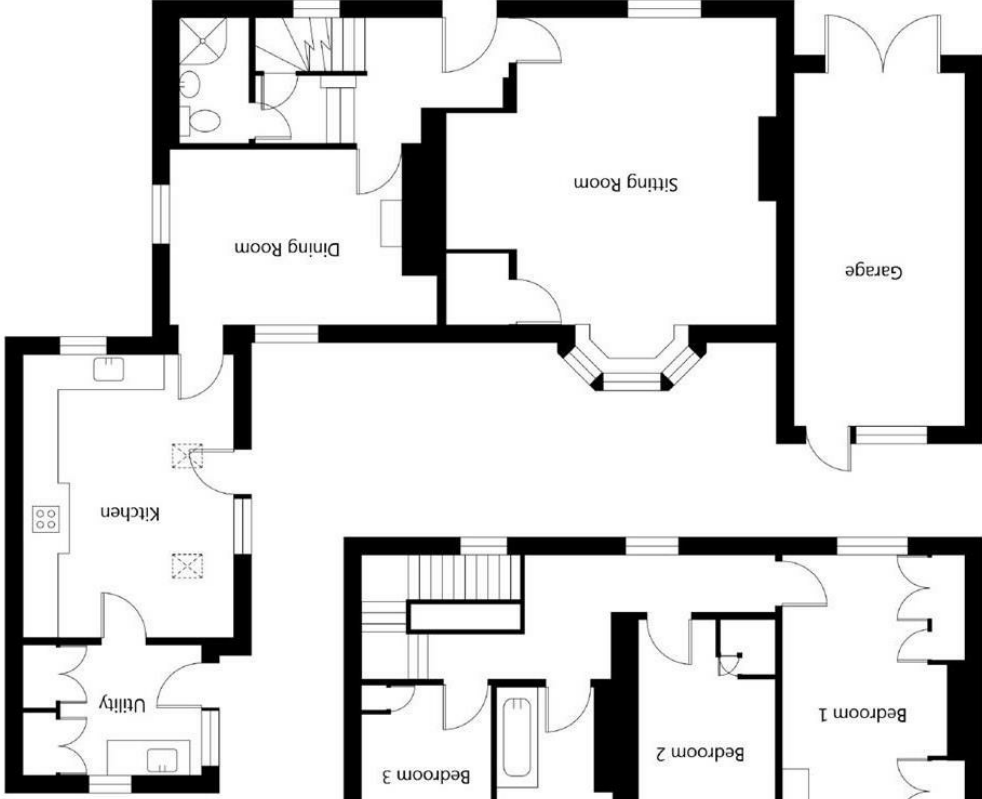 Bedroom 1
Bedroom 2
Bedroom 3
Utility
Kitchen
Garage
Dining Room
Sitting Room